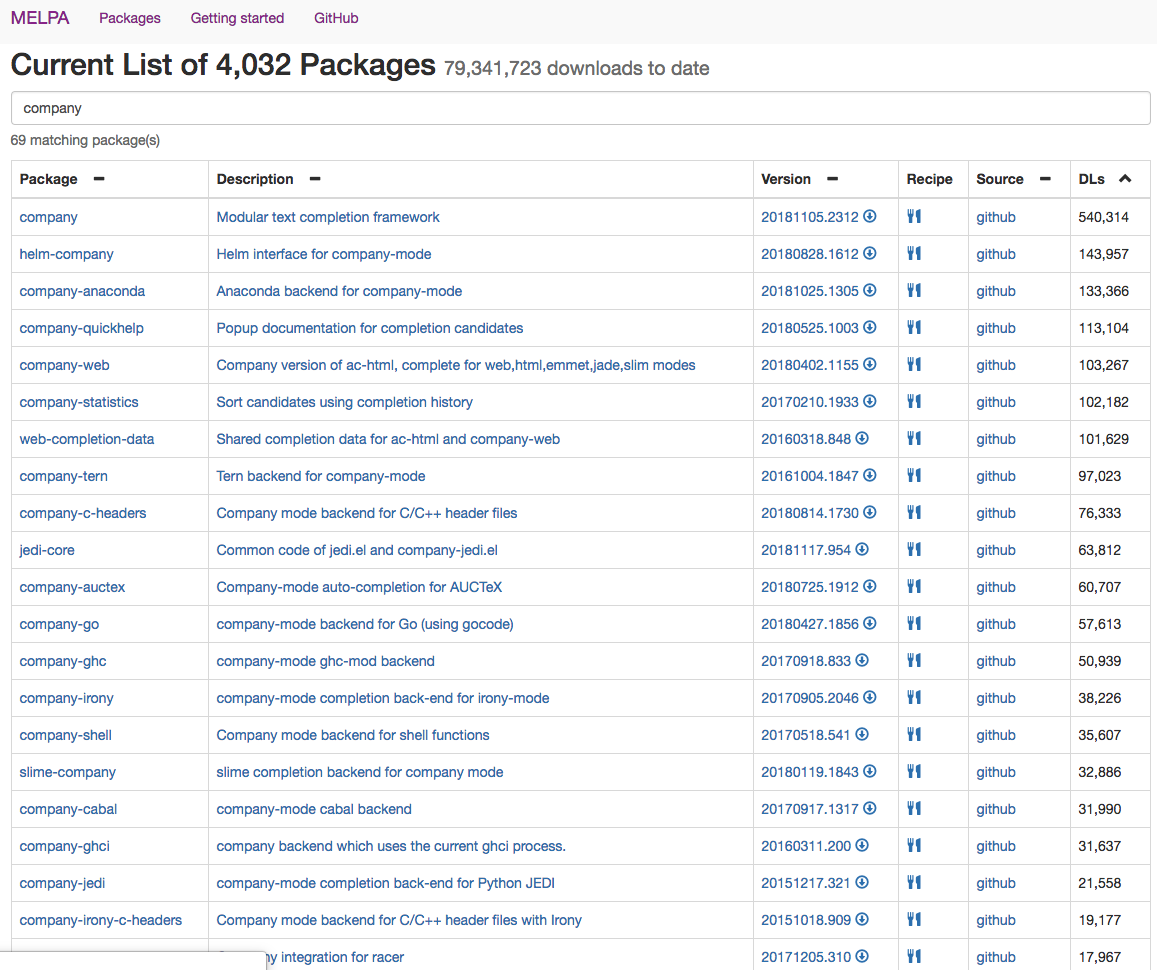 MELPA Packages Getting started GitHub
Current List of 4,032 Packages 79,341,723 downloads to date
company
69 matching package(s)
Package Description Version Recipe Source DLs
company Modular text completion framework 20181105.2312 github 540,314
helm-company Helm interface for company-mode 20180828.1612 github 143,957
company-anaconda Anaconda backend for company-mode 20181025.1305 github 133,366
company-quickhelp Popup documentation for completion candidates 20180525.1003 github 113,104
company-web Company version of ac-html, complete for web,html,emmet,jade,slim modes 20180402.1155 github 103,267
company-statistics Sort candidates using completion history 20170210.1933 github 102,182
web-completion-data Shared completion data for ac-html and company-web 20160318.848 github 101,629
company-tern Tern backend for company-mode 20161004.1847 github 97,023
company-c-headers Company mode backend for C/C++ header files 20180814.1730 github 76,333
jedi-core Common code of jedi.el and company-jedi.el 20181117.954 github 63,812
company-auctex Company-mode auto-completion for AUCTeX 20180725.1912 github 60,707
company-go company-mode backend for Go (using gocode) 20180427.1856 github 57,613
company-ghc company-mode ghc-mod backend 20170918.833 github 50,939
company-irony company-mode completion back-end for irony-mode 20170905.2046 github 38,226
company-shell Company mode backend for shell functions 20170518.541 github 35,607
slime-company slime completion backend for company mode 20180119.1843 github 32,886
company-cabal company-mode cabal backend 20170917.1317 github 31,990
company-ghci company backend which uses the current ghci process. 20160311.200 github 31,637
company-jedi company-mode completion back-end for Python JEDI 20151217.321 github 21,558
company-irony-c-headers Company mode backend for C/C++ header files with Irony 20151018.909 github 19,177
integration for racer 20171205.310 github 17,967